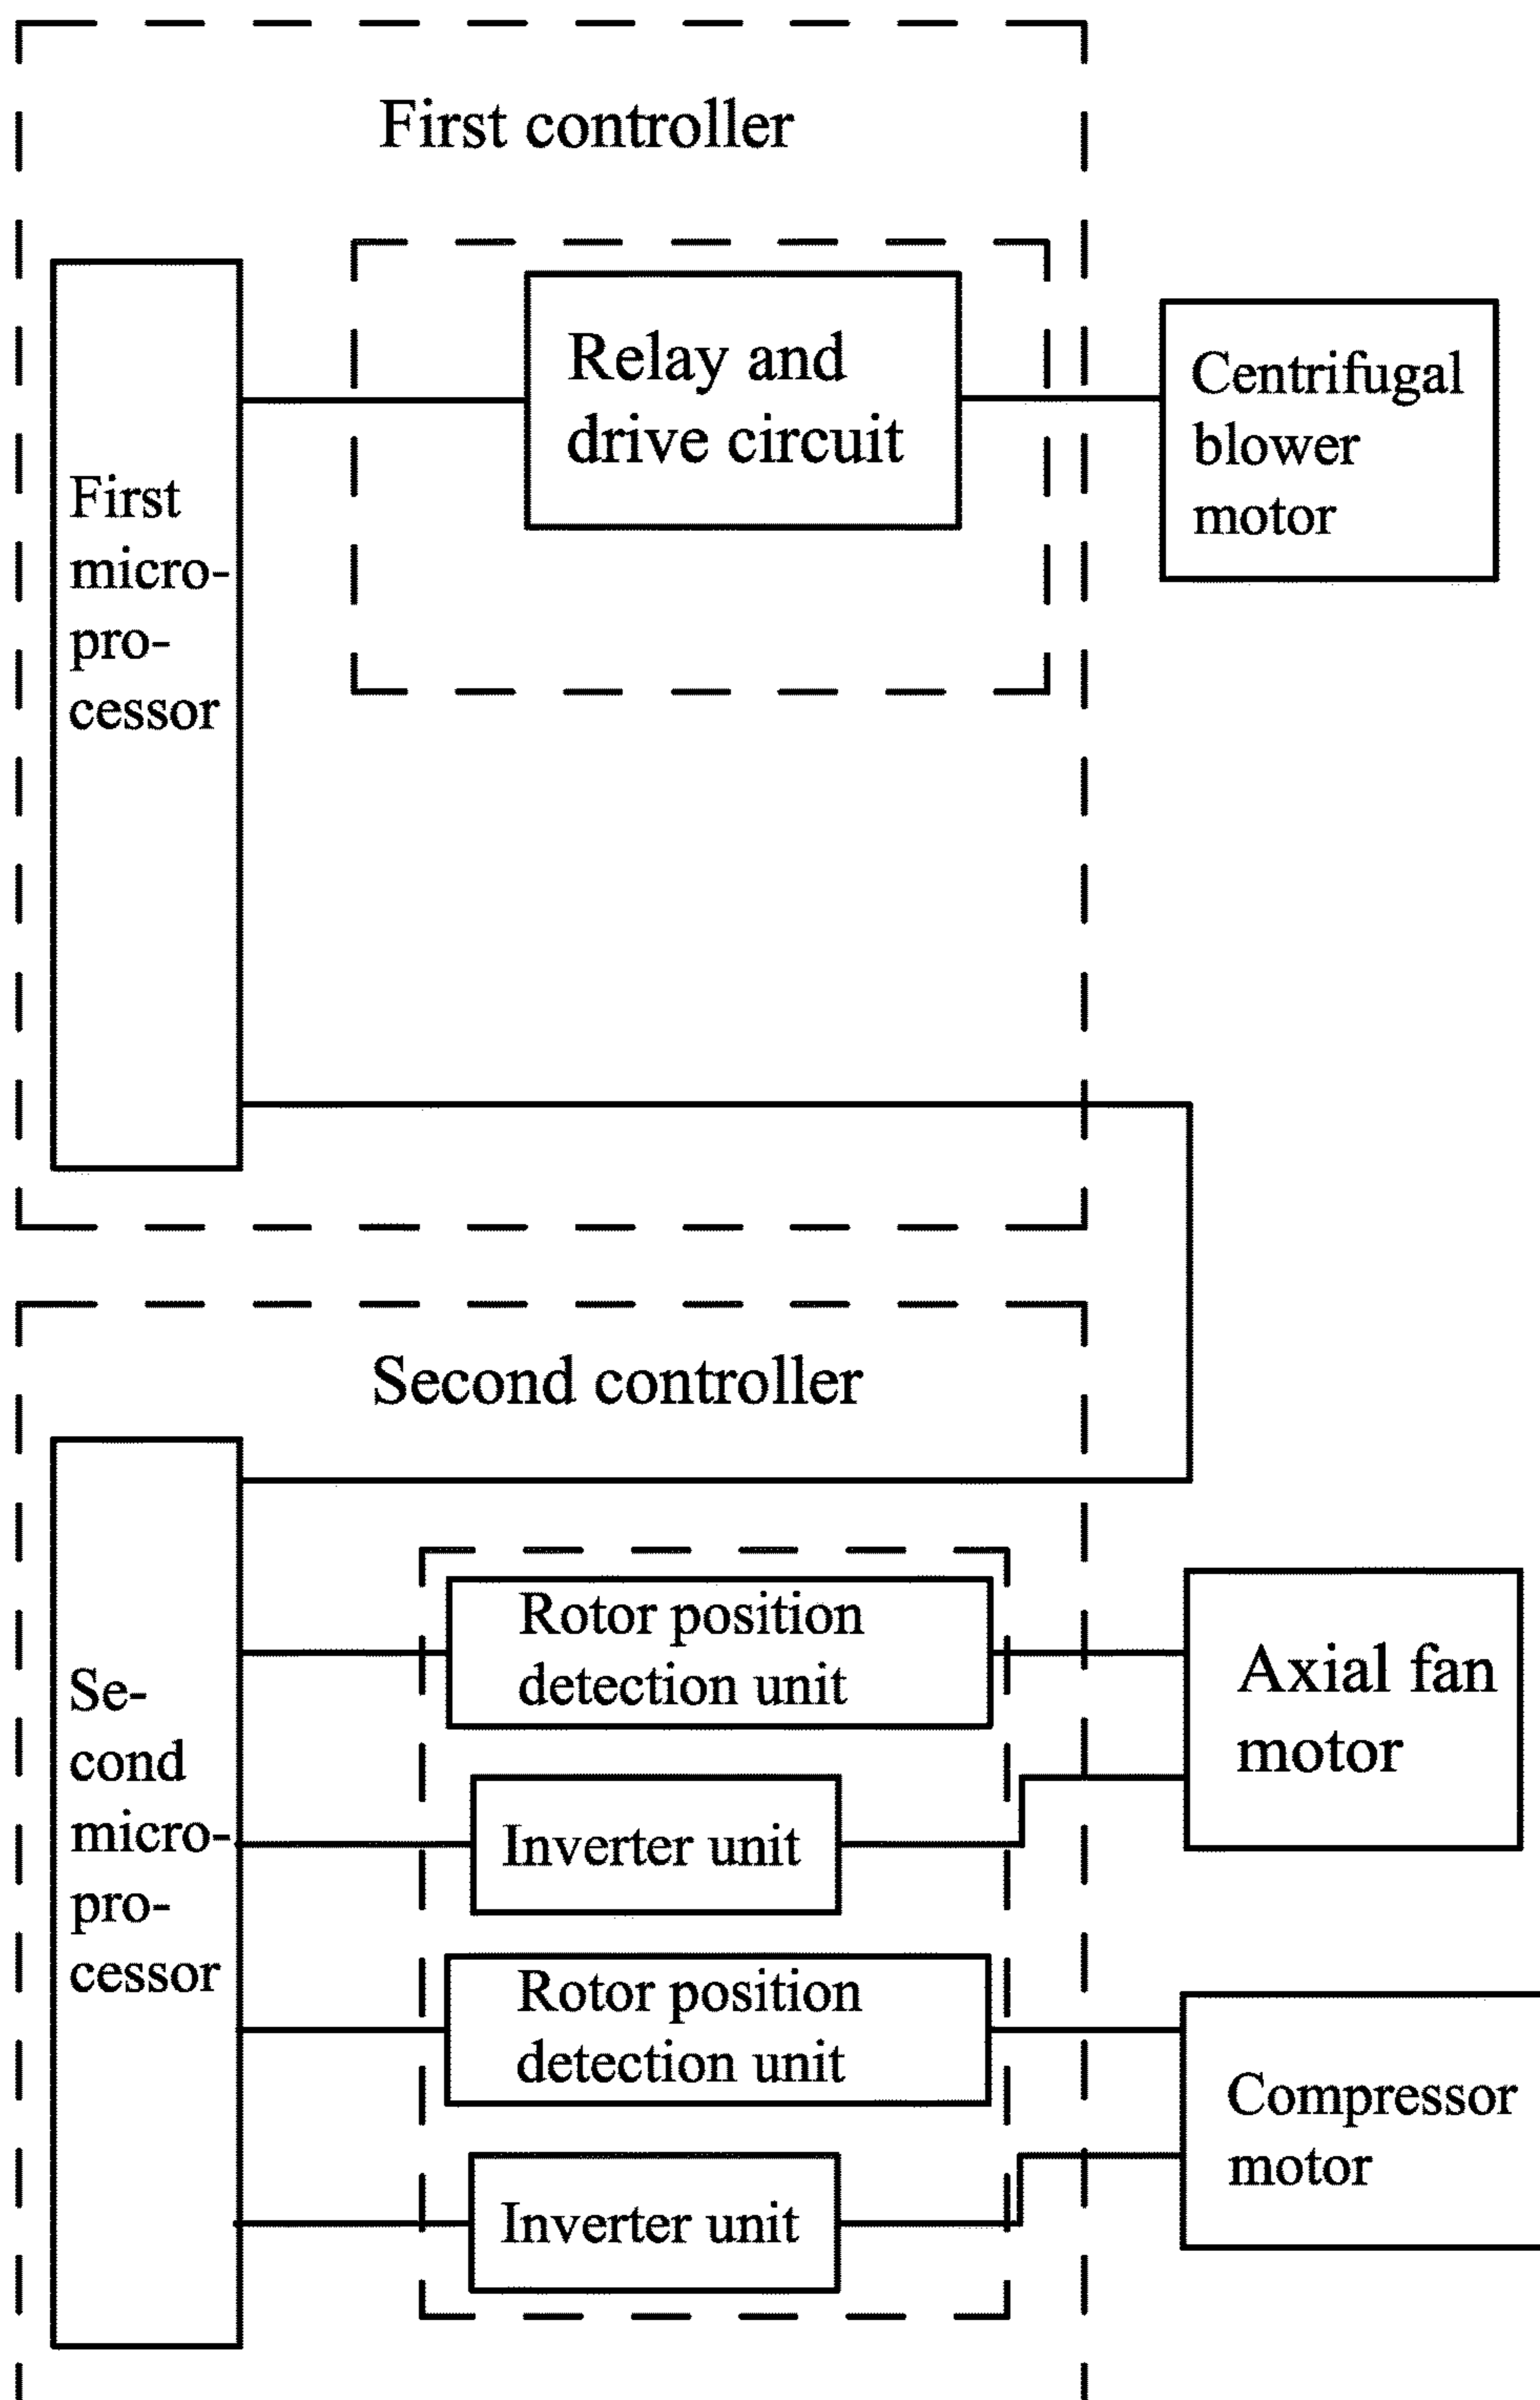 First controller
Relay and
drive circuit
Centrifugal
blower
motor
First
micro-
pro-
cessor
Second controller
Se-
cond
micro-
pro-
cessor
Rotor position
detection unit
Axial fan
motor
Inverter unit
Rotor position
detection unit
Compressor
motor
Inverter unit